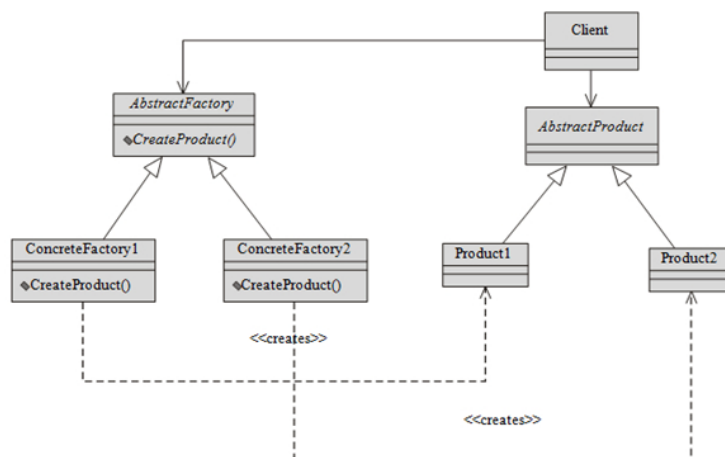 Client
AbstractFactory
CreateProduct()
AbstractProduct
ConcreteFactory1
CreateProduct()
ConcreteFactory2
CreateProduct()
Product1
Product2
<<creates>>
<<creates>>